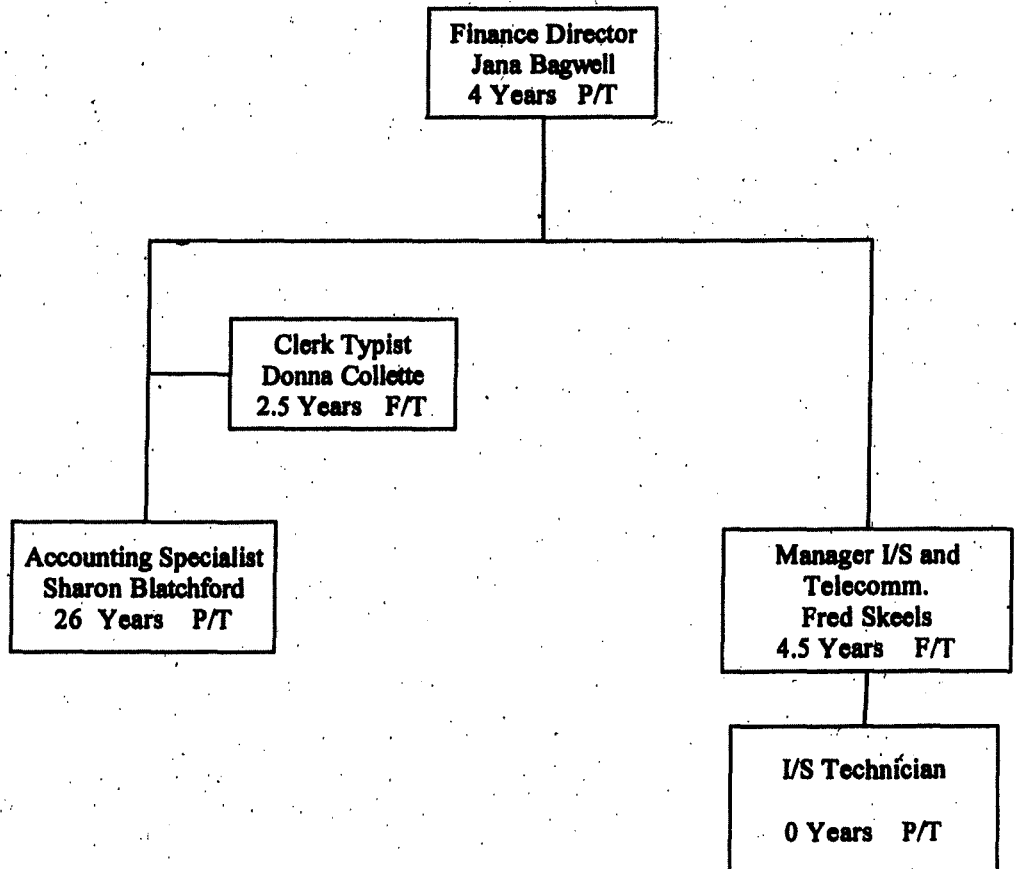 Finance Director
Jana Bagwell
4 Years P/T
Clerk Typist
Donna Collette
2.5 Years F/T
Accounting Specialist
Sharon Blatchford
26 Years P/T
Manager I/S and
Telecomm.
Fred Skeels
4.5 Years F/T
I/S Technician
0 Years P/T